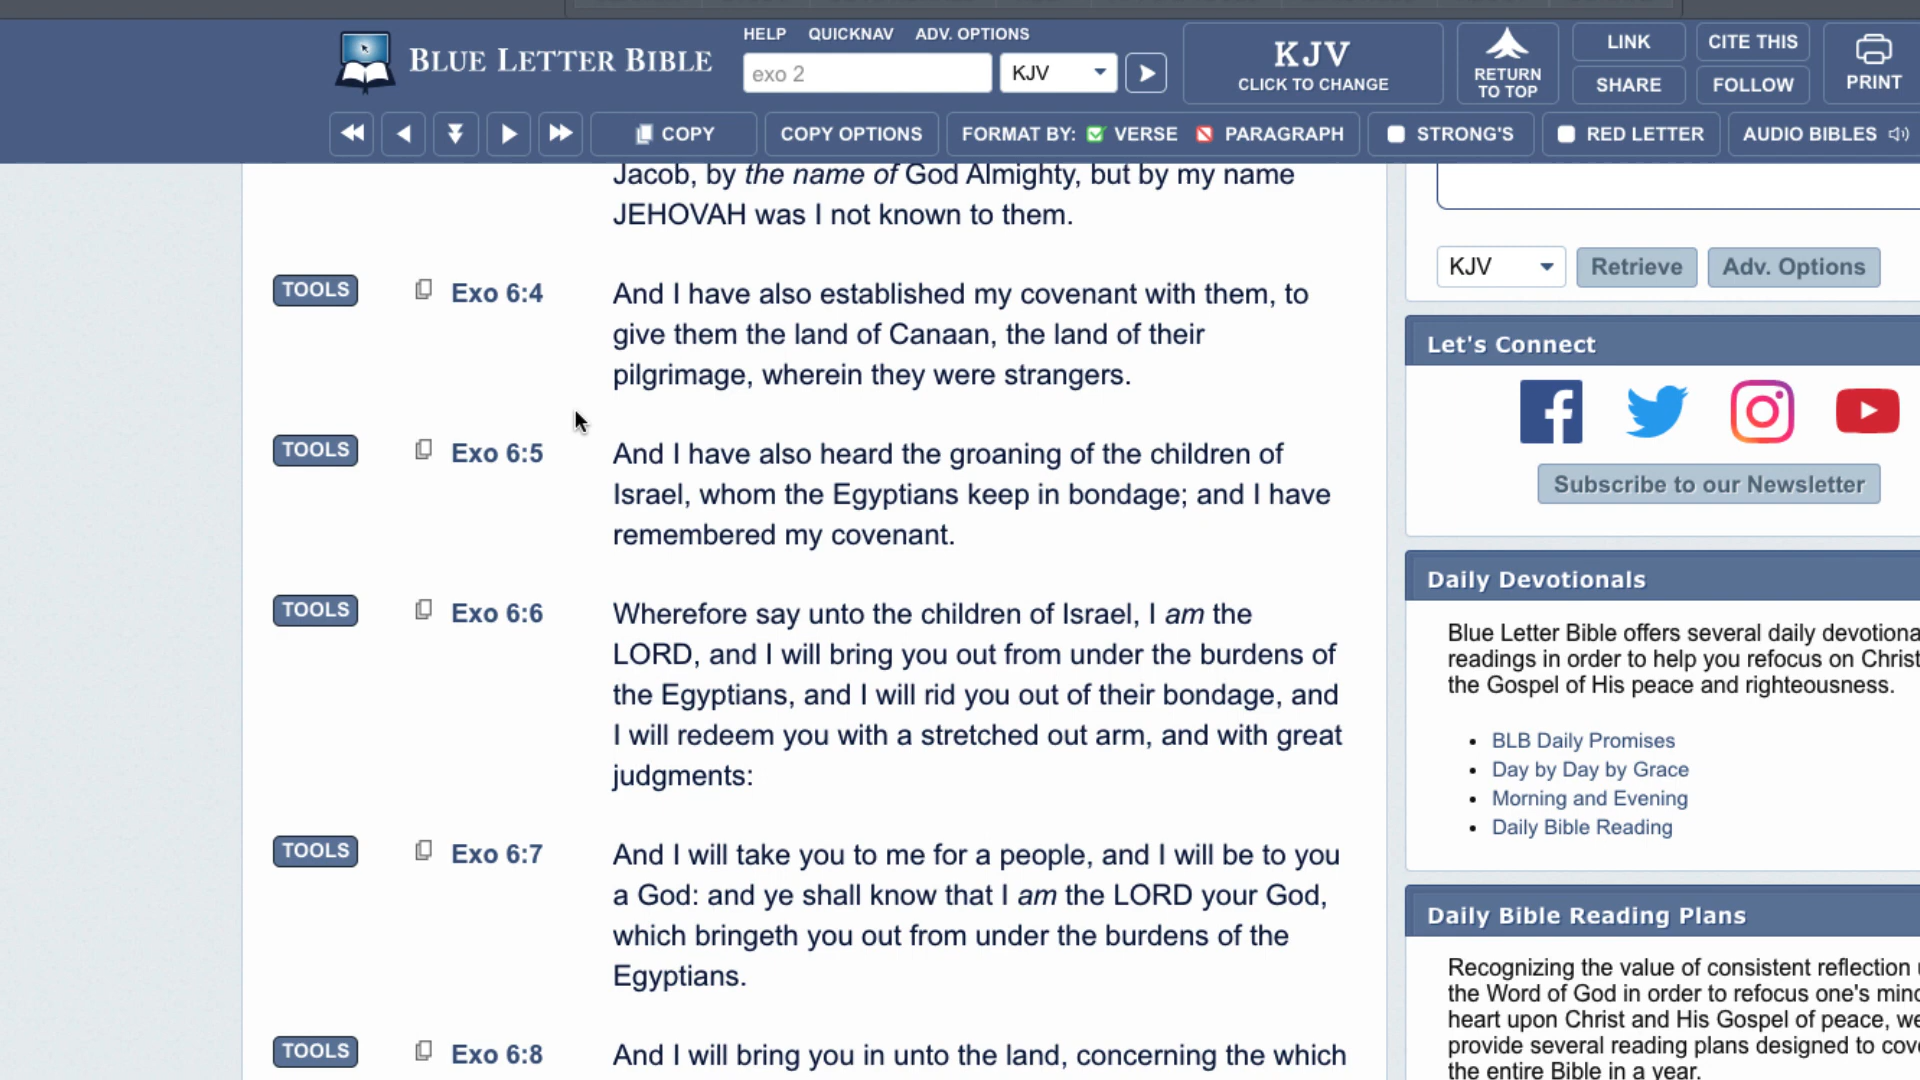 BLUE LETTER BIBLE
HELP QUICKNAV ADV. OPTIONS
exo 2
KJV
KJV
CLICK TO CHANGE
RETURN
TO TOP
LINK
CITE THIS
SHARE
FOLLOW
PRINT
COPY
COPY OPTIONS
FORMAT BY: VERSE PARAGRAPH
STRONG'S
RED LETTER
AUDIO BIBLES
Jacob, by the name of God Almighty, but by my name
JEHOVAH was I not known to them.
TOOLS
Exo 6:4
And I have also established my covenant with them, to
give them the land of Canaan, the land of their
pilgrimage, wherein they were strangers.
TOOLS
Exo 6:5
And I have also heard the groaning of the children of
Israel, whom the Egyptians keep in bondage; and I have
remembered my covenant.
TOOLS
Exo 6:6
Wherefore say unto the children of Israel, I am the
LORD, and I will bring you out from under the burdens of
the Egyptians, and I will rid you out of their bondage, and
I will redeem you with a stretched out arm, and with great
judgments:
TOOLS
Exo 6:7
And I will take you to me for a people, and I will be to you
a God: and ye shall know that I am the LORD your God,
which bringeth you out from under the burdens of the
Egyptians.
TOOLS
Exo 6:8
And I will bring you in unto the land, concerning the which
KJV
Retrieve
Adv. Options
Let's Connect
Subscribe to our Newsletter
Daily Devotionals
Blue Letter Bible offers several daily devotiona
readings in order to help you refocus on Christ
the Gospel of His peace and righteousness.
• BLB Daily Promises
• Day by Day by Grace
• Morning and Evening
• Daily Bible Reading
Daily Bible Reading Plans
Recognizing the value of consistent reflection
the Word of God in order to refocus one's mind
heart upon Christ and His Gospel of peace, we
provide several reading plans designed to cov
the entire Bible in a year.